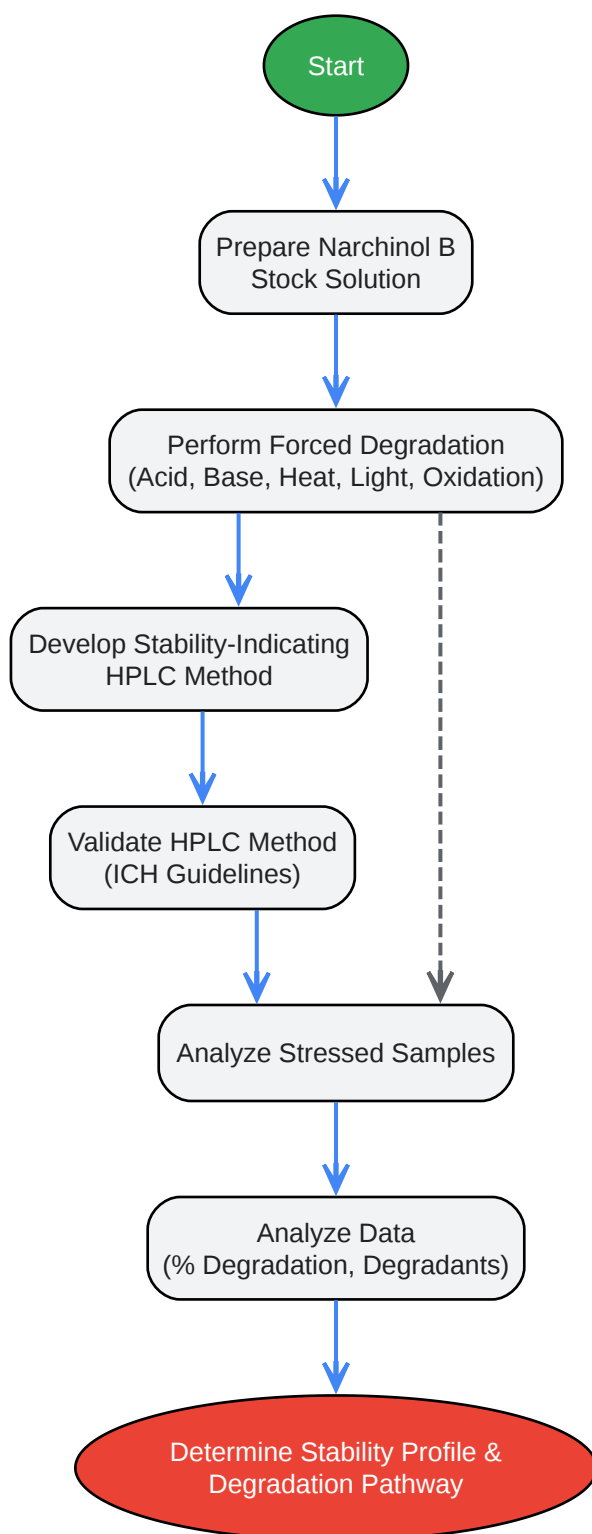 Start
Prepare Narchinol B
Stock Solution
Perform Forced Degradation
(Acid, Base, Heat, Light, Oxidation)
Develop Stability-Indicating
HPLC Method
Validate HPLC Method
(ICH Guidelines)
Analyze Stressed Samples
Analyze Data
(% Degradation, Degradants)
Determine Stability Profile &
Degradation Pathway